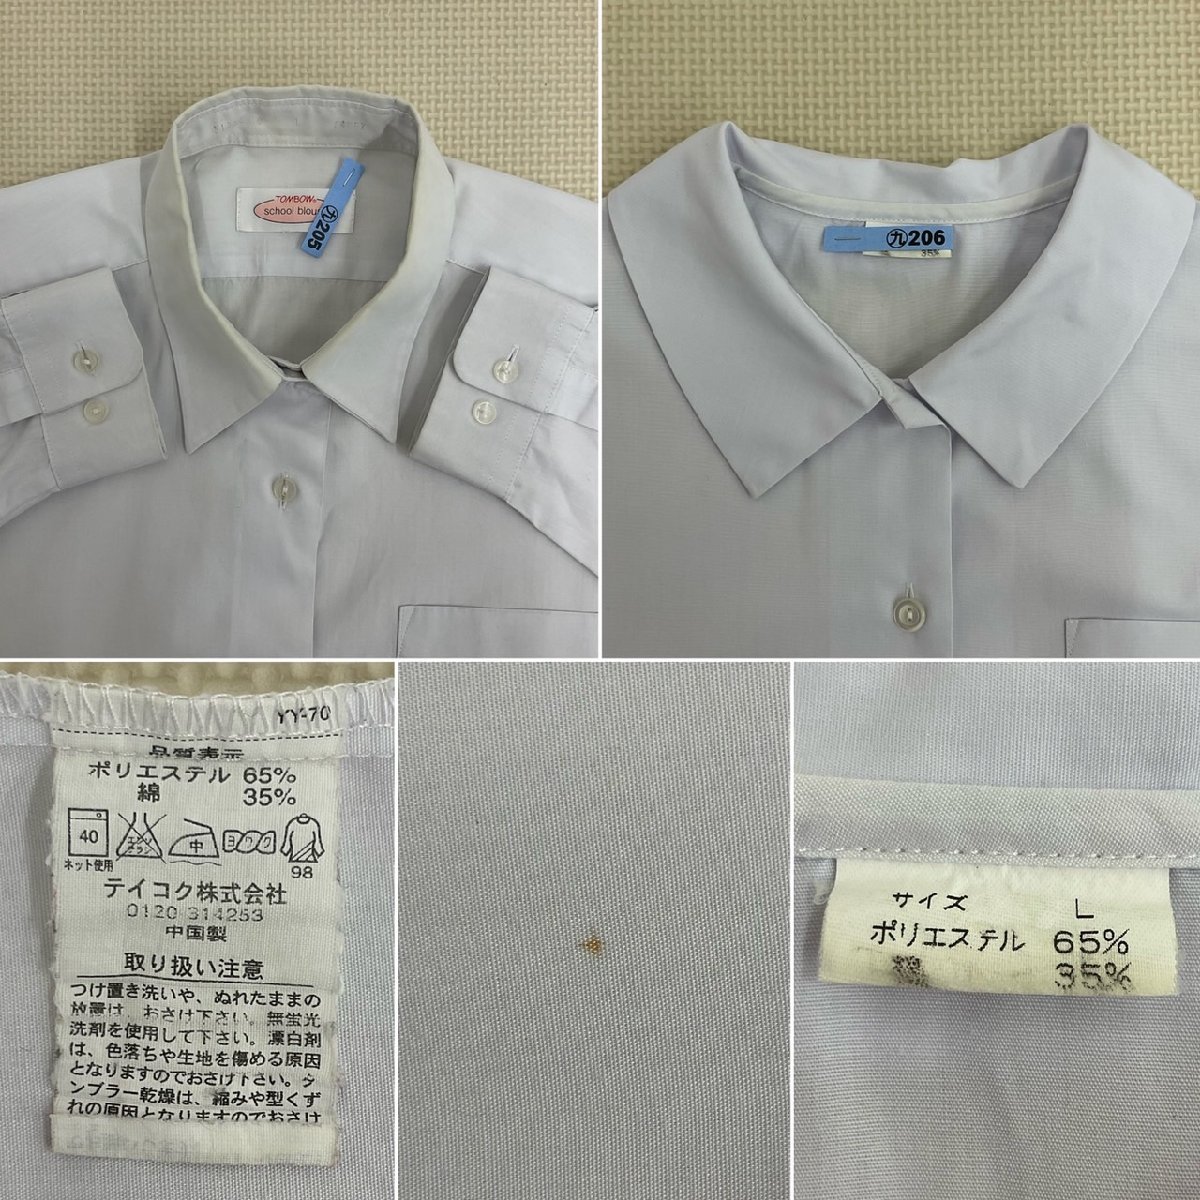 TOMBOW
㊈205
㊈206
35%
YY-70
品質表示
ポリエステル 65%
綿 35%
40
中
ネット使用
98
テイコク株式会社
0120 314253
中国製
取り扱い注意
つけ置き洗いや、ぬれたままの
放置は、おさけ下さい。無蛍光
洗剤を使用して下さい。漂白剤
は、色落ちや生地を傷める原因
となりますのでおさけ下さい。タ
ンブラー乾燥は、縮みや型くず
れの原因となりますのでおさけ
サイズ L
ポリエステル 65%
35%